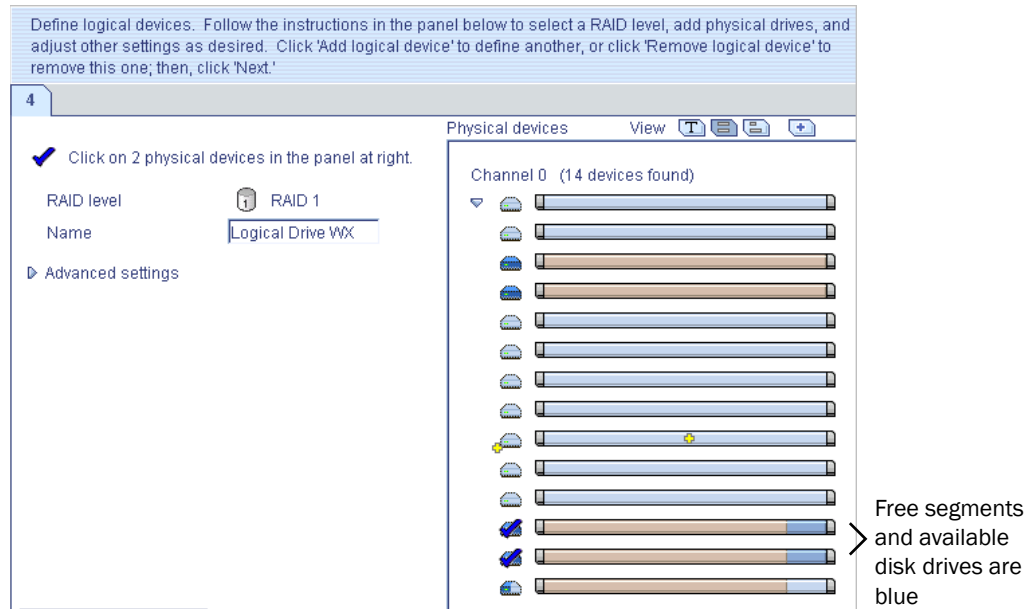 Define logical devices. Follow the instructions in the panel below to select a RAID level, add physical drives, and
adjust other settings as desired. Click 'Add logical device' to define another, or click 'Remove logical device' to
remove this one; then, click 'Next.'
4
Physical devices View T
Click on 2 physical devices in the panel at right.
Channel 0 (14 devices found)
RAID level 1 RAID 1
Name Logical Drive WX
Advanced settings
Free segments
and available
disk drives are
blue